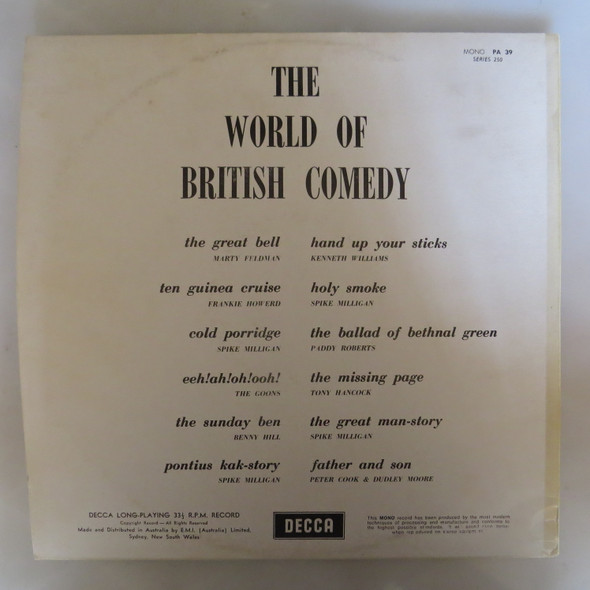 MONO PA 39
SERIES 250
THE
WORLD OF
BRITISH COMEDY
the great bell
MARTY FELDMAN
ten guinea cruise
FRANKIE HOWERD
cold porridge
SPIKE MILLIGAN
eeh!ah!oh!ooh!
THE GOONS
the sunday ben
BENNY HILL
pontius kak-story
SPIKE MILLIGAN
hand up your sticks
KENNETH WILLIAMS
holy smoke
SPIKE MILLIGAN
the ballad of bethnal green
PADDY ROBERTS
the missing page
TONY HANCOCK
the great man-story
SPIKE MILLIGAN
father and son
PETER COOK & DUDLEY MOORE
DECCA LONG-PLAYING 33⅓ R.P.M. RECORD
Copyright Record—All Rights Reserved
Made and Distributed in Australia by E.M.I. (Australia) Limited,
Sydney, New South Wales
DECCA
This MONO record has been produced by the most modern
techniques of processing and manufacture and conforms to
the highest possible standards.